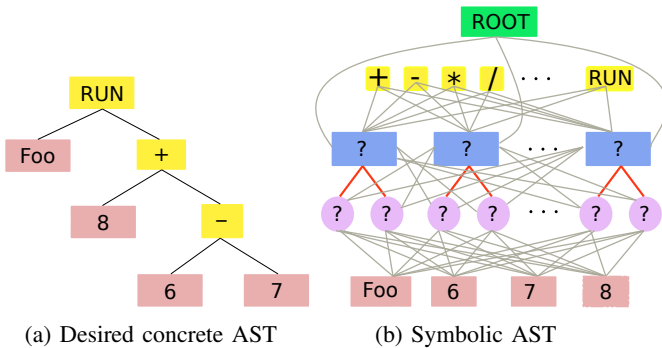 ROOT
RUN
+ - * / · · · RUN
Foo
+
? ? · · · ?
8
−
? ? ? ? · · · ? ?
6 7
Foo 6 7 8
(a) Desired concrete AST
(b) Symbolic AST